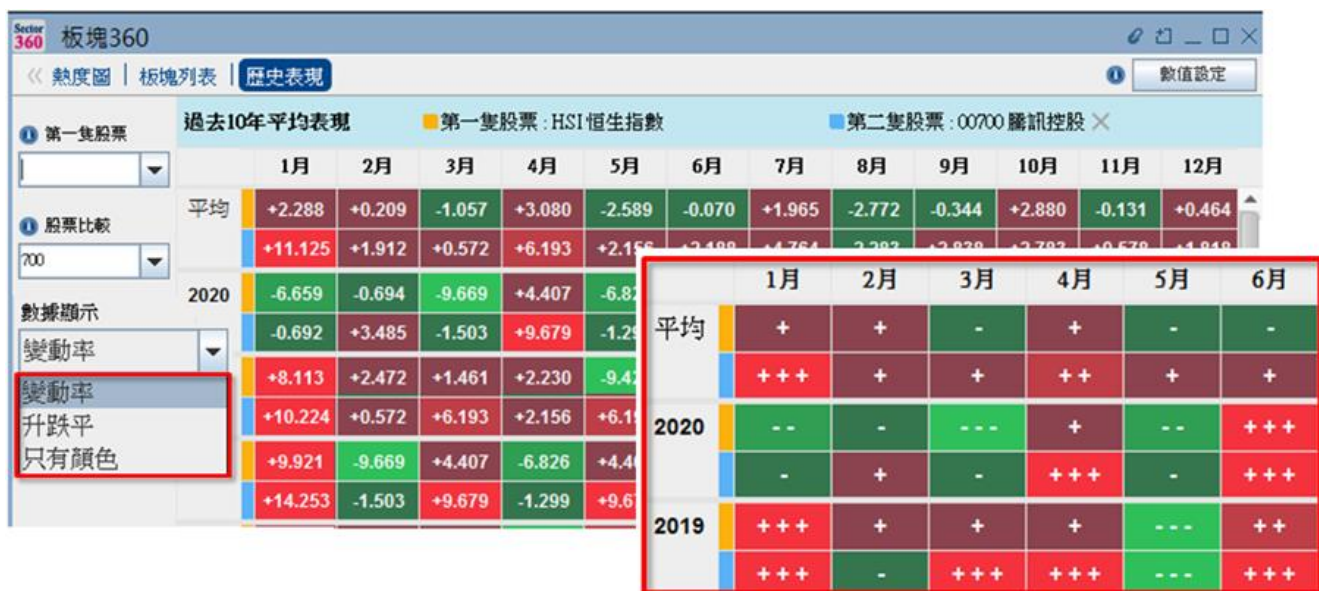 Sector 360 板塊360
《 熱度圖 | 板塊列表 | 歷史表現 數值設定
第一隻股票
股票比較
700
數據顯示
變動率
變動率
升跌平
只有顏色
過去10年平均表現 第一隻股票 : HSI 恒生指數 第二隻股票 : 00700 騰訊控股
1月 2月 3月 4月 5月 6月 7月 8月 9月 10月 11月 12月
平均 +2.288 +0.209 -1.057 +3.080 -2.589 -0.070 +1.965 -2.772 -0.344 +2.880 -0.131 +0.464
+11.125 +1.912 +0.572 +6.193
2020 -6.659 -0.694 -9.669 +4.407
-0.692 +3.485 -1.503 +9.679
+8.113 +2.472 +1.461 +2.230
+10.224 +0.572 +6.193 +2.156
+9.921 -9.669 +4.407 -6.826
+14.253 -1.503 +9.679 -1.299
1月 2月 3月 4月 5月 6月
平均 + + - + - -
+++ + + ++ + +
2020 -- - --- + -- +++
- + - +++ - +++
2019 +++ + + + --- ++
+++ - +++ +++ --- +++